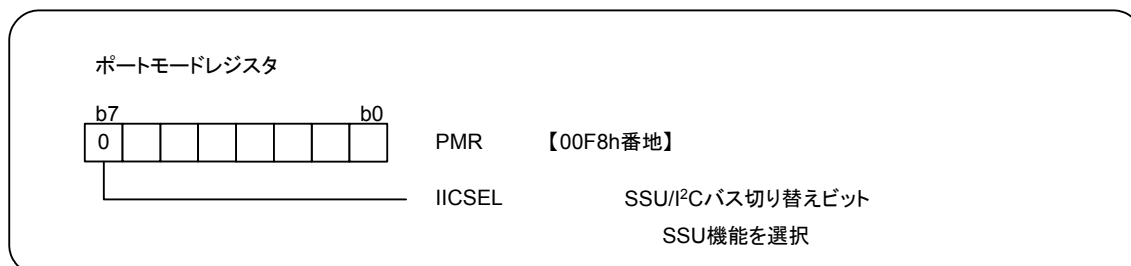 ポートモードレジスタ
b7 b0
0 PMR 【00F8h番地】
IICSEL SSU/I²Cバス切り替えビット
SSU機能を選択